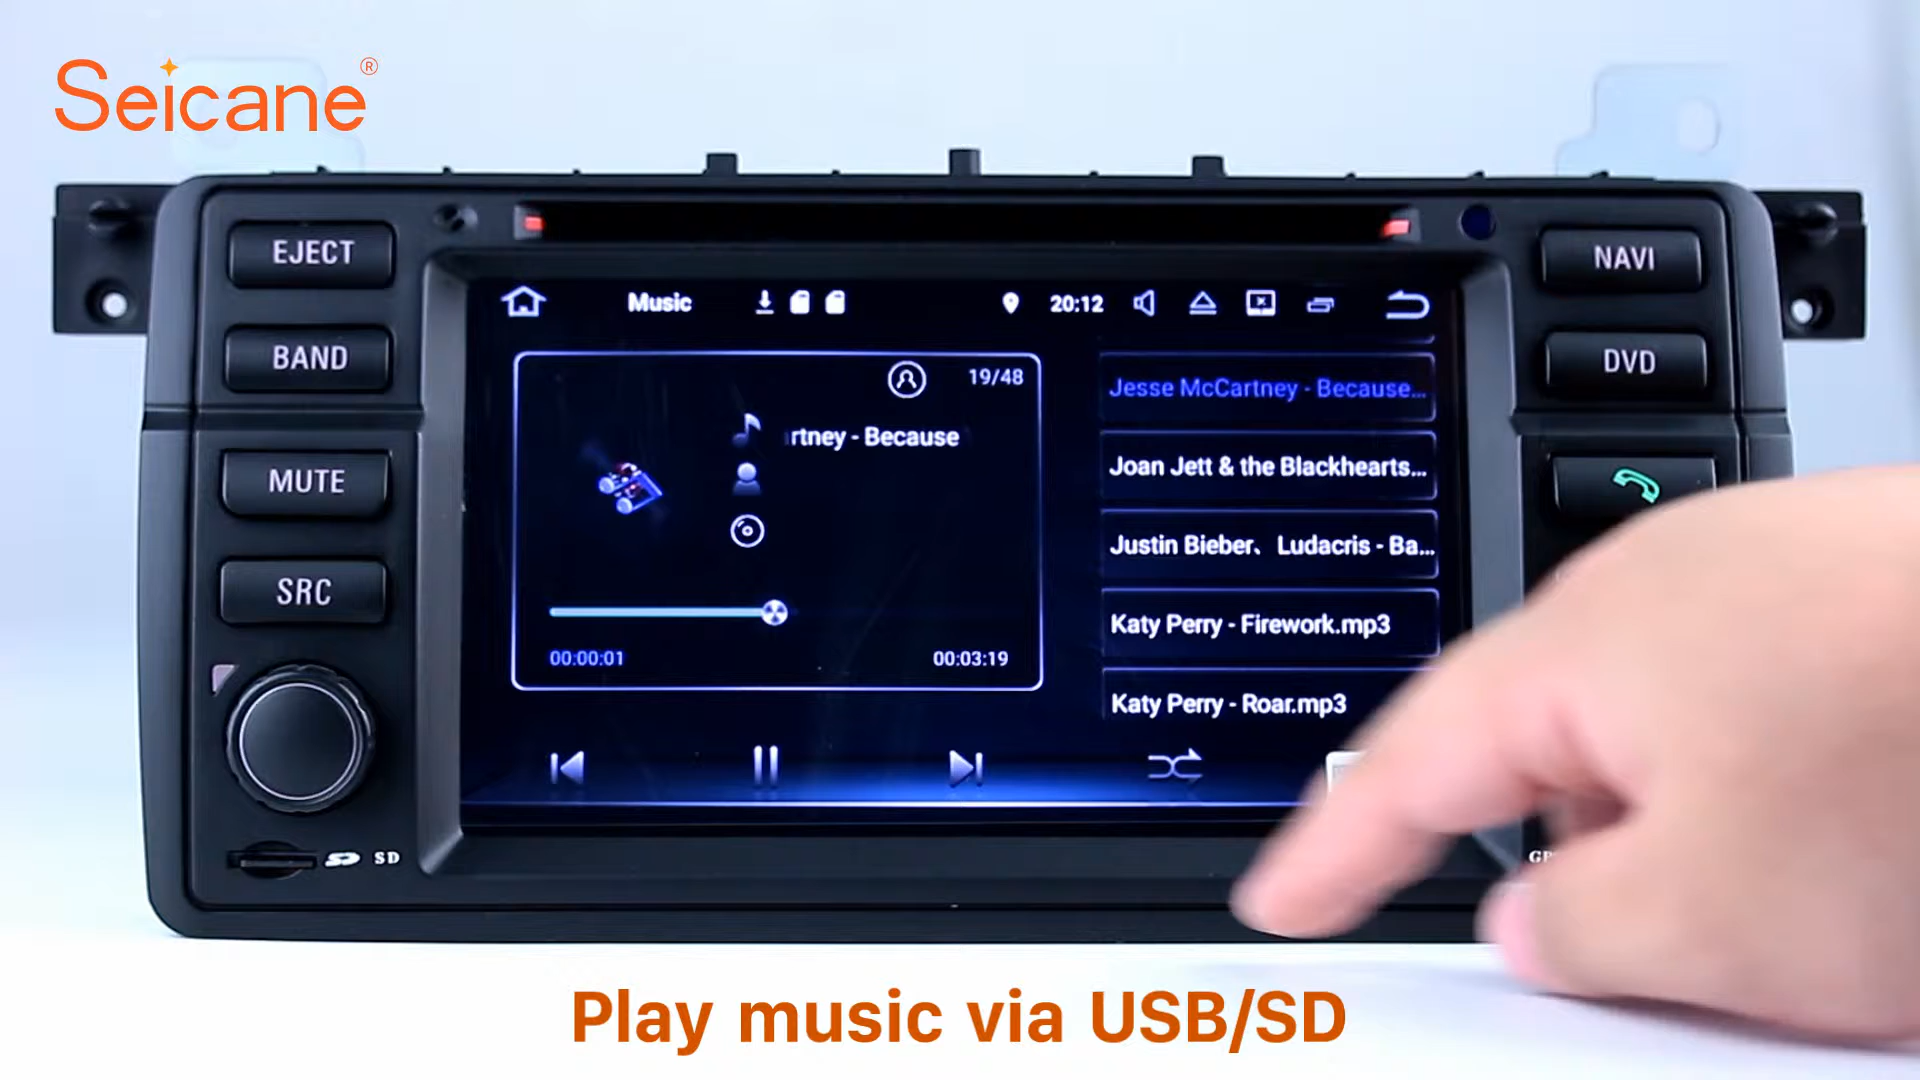 Seicane®
EJECT
BAND
MUTE
SRC
SD
Music
20:12
19/48
rtney - Because
00:00:01
00:03:19
Jesse McCartney - Because...
Joan Jett & the Blackhearts...
Justin Bieber、Ludacris - Ba...
Katy Perry - Firework.mp3
Katy Perry - Roar.mp3
NAVI
DVD
Play music via USB/SD